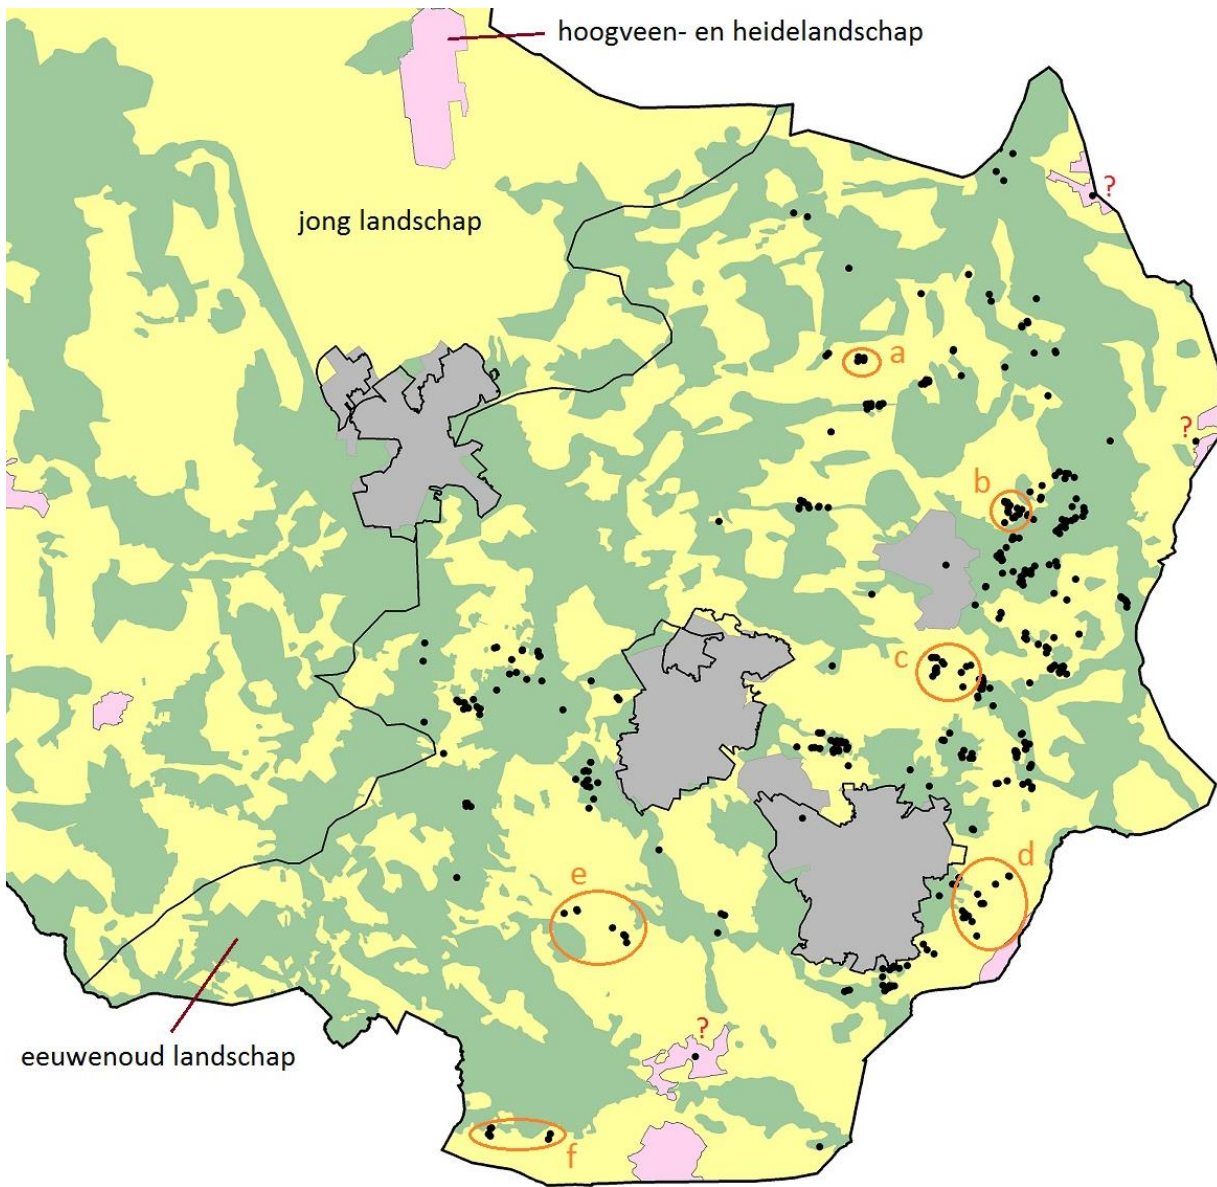 hoogveen- en heidelandschap
?
jong landschap
a
?
b
c
d
e
?
eeuwenoud landschap
f